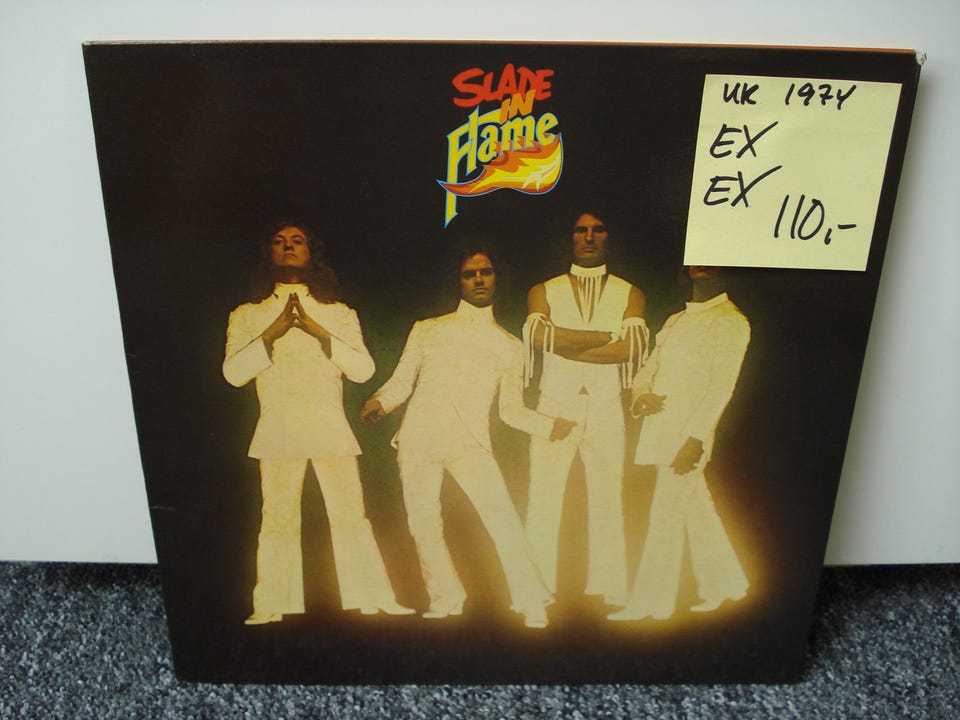 SLADE
IN
Flame
UK 1974
EX
EX 110,-